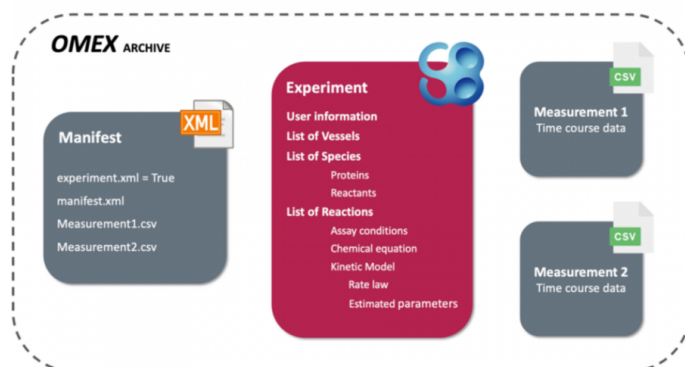 OMEX ARCHIVE
Manifest
XML
experiment.xml = True
manifest.xml
Measurement1.csv
Measurement2.csv
Experiment
User information
List of Vessels
List of Species
Proteins
Reactants
List of Reactions
Assay conditions
Chemical equation
Kinetic Model
Rate law
Estimated parameters
CSV
Measurement 1
Time course data
CSV
Measurement 2
Time course data